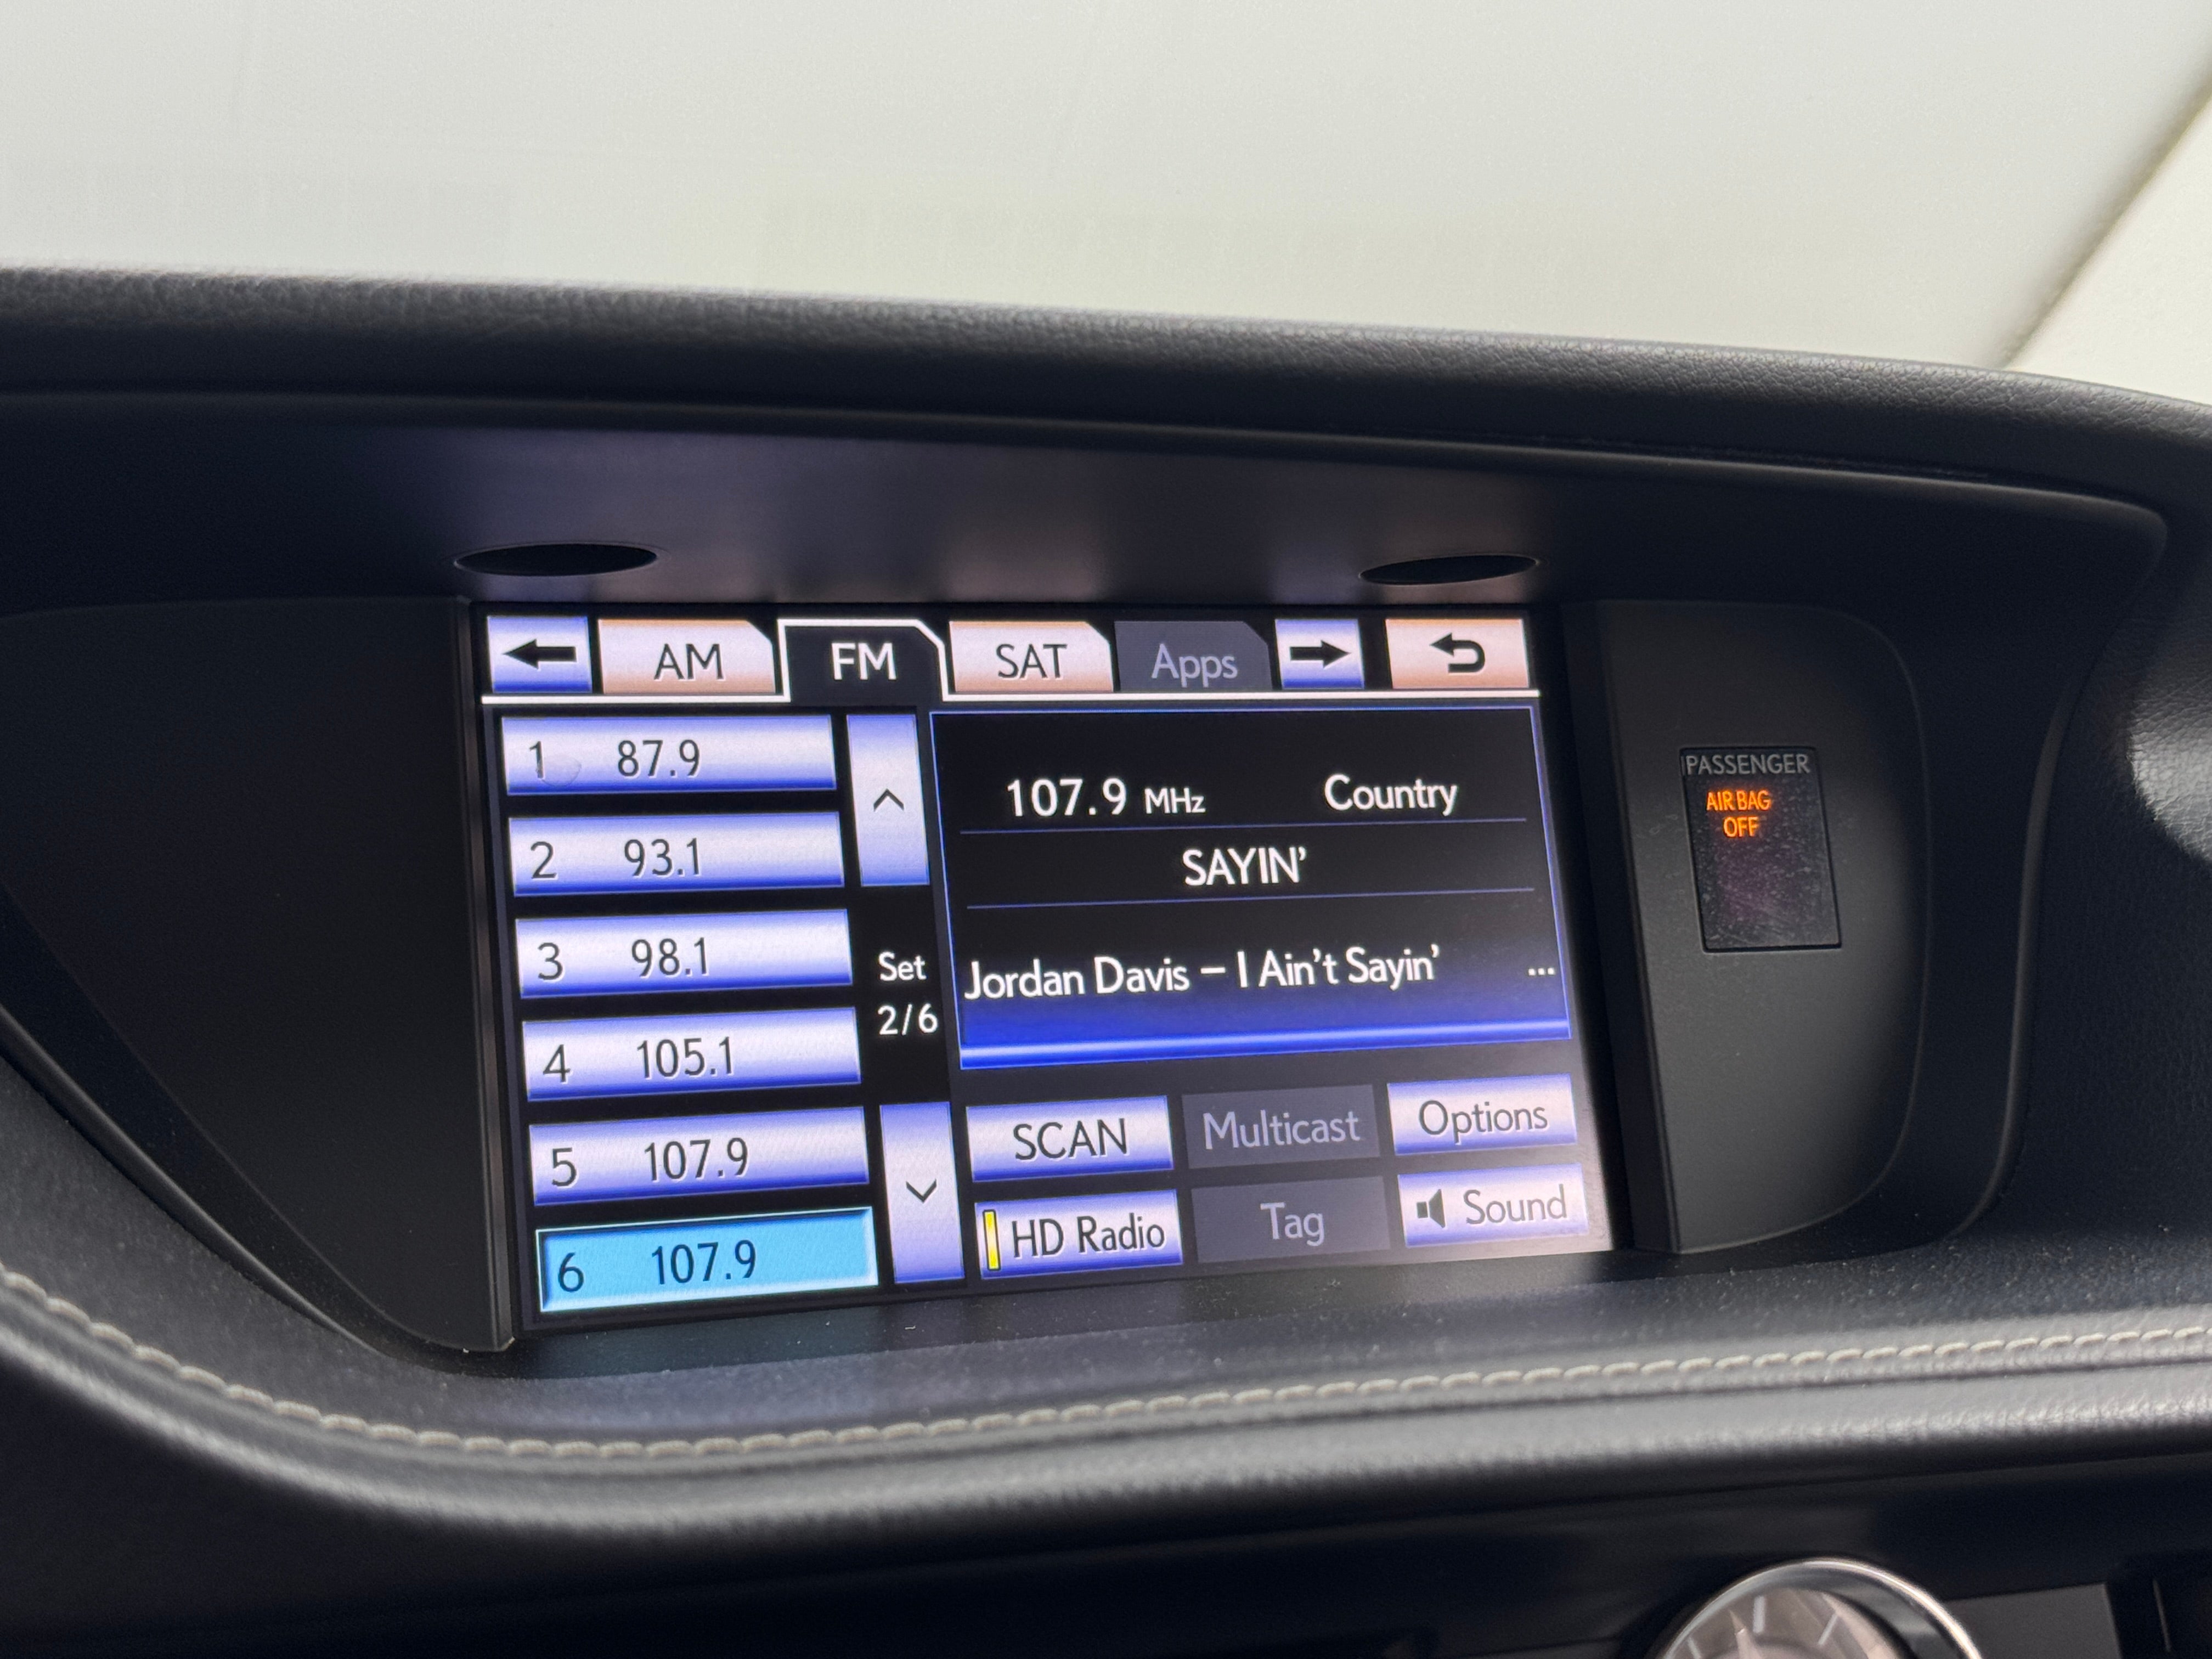 AM FM SAT Apps
1 87.9
2 93.1
3 98.1
4 105.1
5 107.9
6 107.9
Set
2/6
107.9 MHz Country
SAYIN'
Jordan Davis – I Ain't Sayin' ...
SCAN Multicast Options
HD Radio Tag Sound
PASSENGER
AIR BAG
OFF